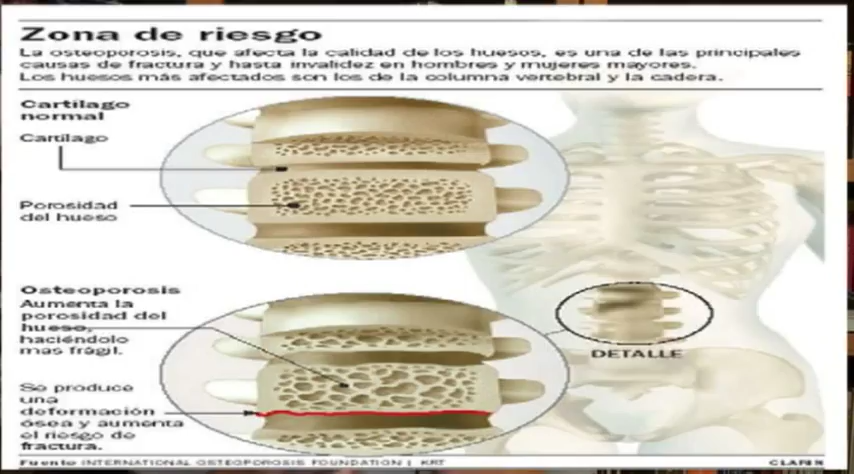 Zona de riesgo
La osteoporosis, que afecta la calidad de los huesos, es una de las principales
causas de fractura y hasta invalidez en hombres y mujeres mayores.
Los huesos más afectados son los de la columna vertebral y la cadera.
Cartílago
normal
Cartílago
Porosidad
del hueso
Osteoporosis
Aumenta la
porosidad del
hueso,
haciéndolo
mas frágil.
Se produce
una
deformación
ósea y aumenta
el riesgo de
fractura.
DETALLE
Fuente INTERNATIONAL OSTEOPOROSIS FOUNDATION | KRT
CLARIN